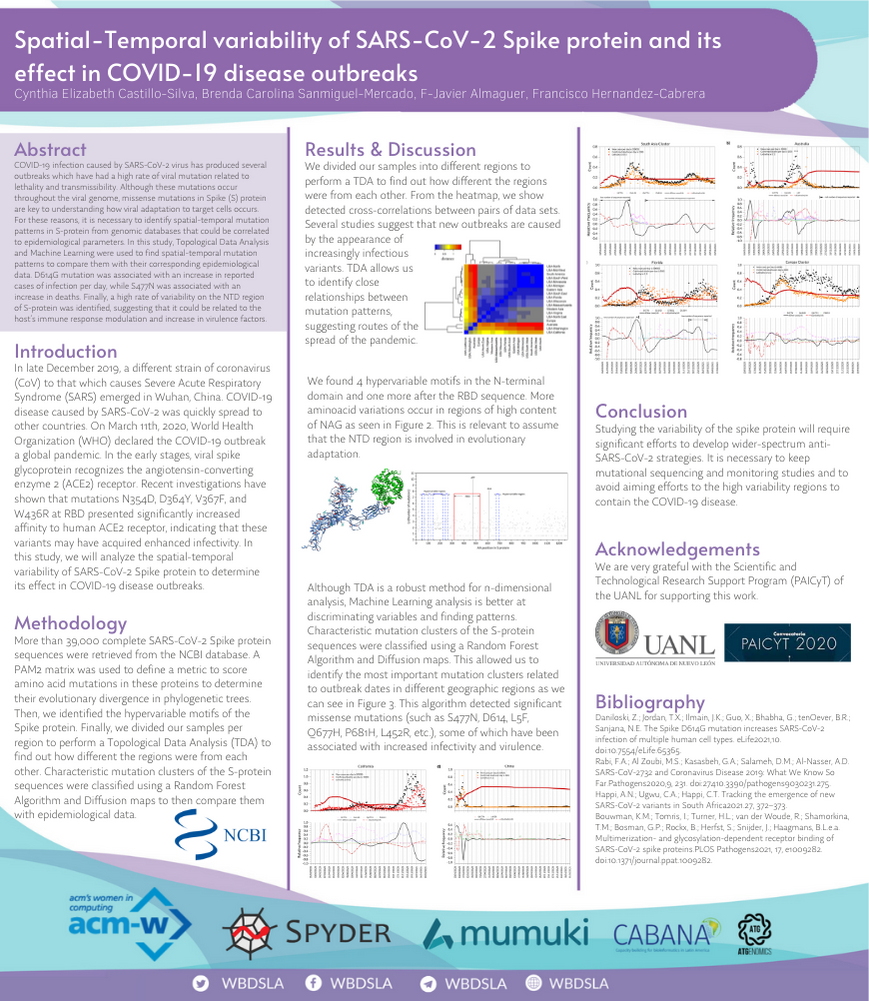 Spatial-Temporal variability of SARS-CoV-2 Spike protein and its
effect in COVID-19 disease outbreaks
Cynthia Elizabeth Castillo-Silva, Brenda Carolina Sanmiguel-Mercado, F-Javier Almaguer, Francisco Hernandez-Cabrera
Abstract
COVID-19 infection caused by SARS-CoV-2 virus has produced several
outbreaks which have had a high rate of viral mutation related to
lethality and transmissibility. Although these mutations occur
throughout the viral genome, missense mutations in Spike (S) protein
are key to understanding how viral adaptation to target cells occurs.
For these reasons, it is necessary to identify spatial-temporal mutation
patterns in S-protein from genomic databases that could be correlated
to epidemiological parameters. In this study, Topological Data Analysis
and Machine Learning were used to find spatial-temporal mutation
patterns to compare them with their corresponding epidemiological
data. D614G mutation was associated with an increase in reported
cases of infection per day, while S477N was associated with an
increase in deaths. Finally, a high rate of variability on the NTD region
of S-protein was identified, suggesting that it could be related to the
host's immune response modulation and increase in virulence factors.
Introduction
In late December 2019, a different strain of coronavirus
(CoV) to that which causes Severe Acute Respiratory
Syndrome (SARS) emerged in Wuhan, China. COVID-19
disease caused by SARS-CoV-2 was quickly spread to
other countries. On March 11th, 2020, World Health
Organization (WHO) declared the COVID-19 outbreak
a global pandemic. In the early stages, viral spike
glycoprotein recognizes the angiotensin-converting
enzyme 2 (ACE2) receptor. Recent investigations have
shown that mutations N354D, D364Y, V367F, and
W436R at RBD presented significantly increased
affinity to human ACE2 receptor, indicating that these
variants may have acquired enhanced infectivity. In
this study, we will analyze the spatial-temporal
variability of SARS-CoV-2 Spike protein to determine
its effect in COVID-19 disease outbreaks.
Methodology
More than 39,000 complete SARS-CoV-2 Spike protein
sequences were retrieved from the NCBI database. A
PAM2 matrix was used to define a metric to score
amino acid mutations in these proteins to determine
their evolutionary divergence in phylogenetic trees.
Then, we identified the hypervariable motifs of the
Spike protein. Finally, we divided our samples per
region to perform a Topological Data Analysis (TDA) to
find out how different the regions were from each
other. Characteristic mutation clusters of the S-protein
sequences were classified using a Random Forest
Algorithm and Diffusion maps to then compare them
with epidemiological data.
NCBI
Results & Discussion
We divided our samples into different regions to
perform a TDA to find out how different the regions
were from each other. From the heatmap, we show
detected cross-correlations between pairs of data sets.
Several studies suggest that new outbreaks are caused
by the appearance of
increasingly infectious
variants. TDA allows us
to identify close
relationships between
mutation patterns,
suggesting routes of the
spread of the pandemic.
We found 4 hypervariable motifs in the N-terminal
domain and one more after the RBD sequence. More
aminoacid variations occur in regions of high content
of NAG as seen in Figure 2. This is relevant to assume
that the NTD region is involved in evolutionary
adaptation.
Although TDA is a robust method for n-dimensional
analysis, Machine Learning analysis is better at
discriminating variables and finding patterns.
Characteristic mutation clusters of the S-protein
sequences were classified using a Random Forest
Algorithm and Diffusion maps. This allowed us to
identify the most important mutation clusters related
to outbreak dates in different geographic regions as we
can see in Figure 3. This algorithm detected significant
missense mutations (such as S477N, D614, L5F,
Q677H, P681H, L452R, etc.), some of which have been
associated with increased infectivity and virulence.
California
China
South Asia Cluster
Australia
Florida
Europe Cluster
Conclusion
Studying the variability of the spike protein will require
significant efforts to develop wider-spectrum anti-
SARS-CoV-2 strategies. It is necessary to keep
mutational sequencing and monitoring studies and to
avoid aiming efforts to the high variability regions to
contain the COVID-19 disease.
Acknowledgements
We are very grateful with the Scientific and
Technological Research Support Program (PAICyT) of
the UANL for supporting this work.
UANL
UNIVERSIDAD AUTÓNOMA DE NUEVO LEÓN
Convocatoria
PAICYT 2020
Bibliography
Daniloski, Z.; Jordan, T.X.; Ilmain, J.K.; Guo, X.; Bhabha, G.; tenOever, B.R.;
Sanjana, N.E. The Spike D614G mutation increases SARS-CoV-2
infection of multiple human cell types. eLife2021,10.
doi:10.7554/eLife.65365.
Rabi, F.A.; Al Zoubi, M.S.; Kasasbeh, G.A.; Salameh, D.M.; Al-Nasser, A.D.
SARS-CoV-2732 and Coronavirus Disease 2019: What We Know So
Far Pathogens2020,9, 231. doi:27410.3390/pathogens9030231.275
Happi, A.N.; Ugwu, C.A.; Happi, C.T. Tracking the emergence of new
SARS-CoV-2 variants in South Africa2021.27, 372–373.
Bouwman, K.M.; Tomris, I.; Turner, H.L.; van der Woude, R.; Shamorkina,
T.M.; Bosman, G.P.; Rockx, B.; Herfst, S.; Snijder, J.; Haagmans, B.L.e.a.
Multimerization- and glycosylation-dependent receptor binding of
SARS-CoV-2 spike proteins.PLOS Pathogens2021, 17, e1009282.
doi:10.1371/journal.ppat.1009282.
acm's women in
computing
acm-w
SPYDER
mumuki
CABANA
ATG
ATGENOMICS
WBDSLA
WBDSLA
WBDSLA
WBDSLA